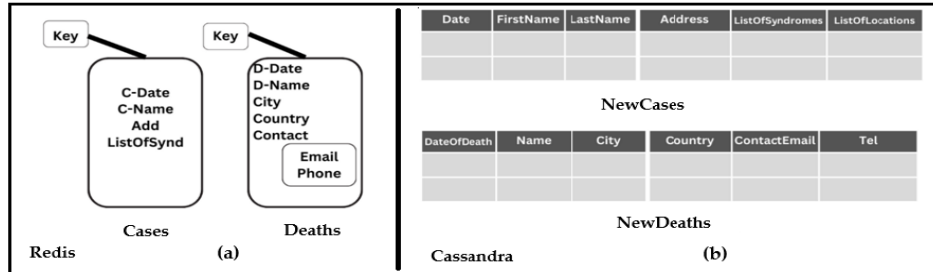 Key
Key
C-Date
C-Name
Add
ListOfSynd
D-Date
D-Name
City
Country
Contact
Email
Phone
Cases
Deaths
Redis
(a)
Date FirstName LastName Address ListOfSyndromes ListOfLocations
NewCases
DateOfDeath Name City Country ContactEmail Tel
NewDeaths
Cassandra
(b)